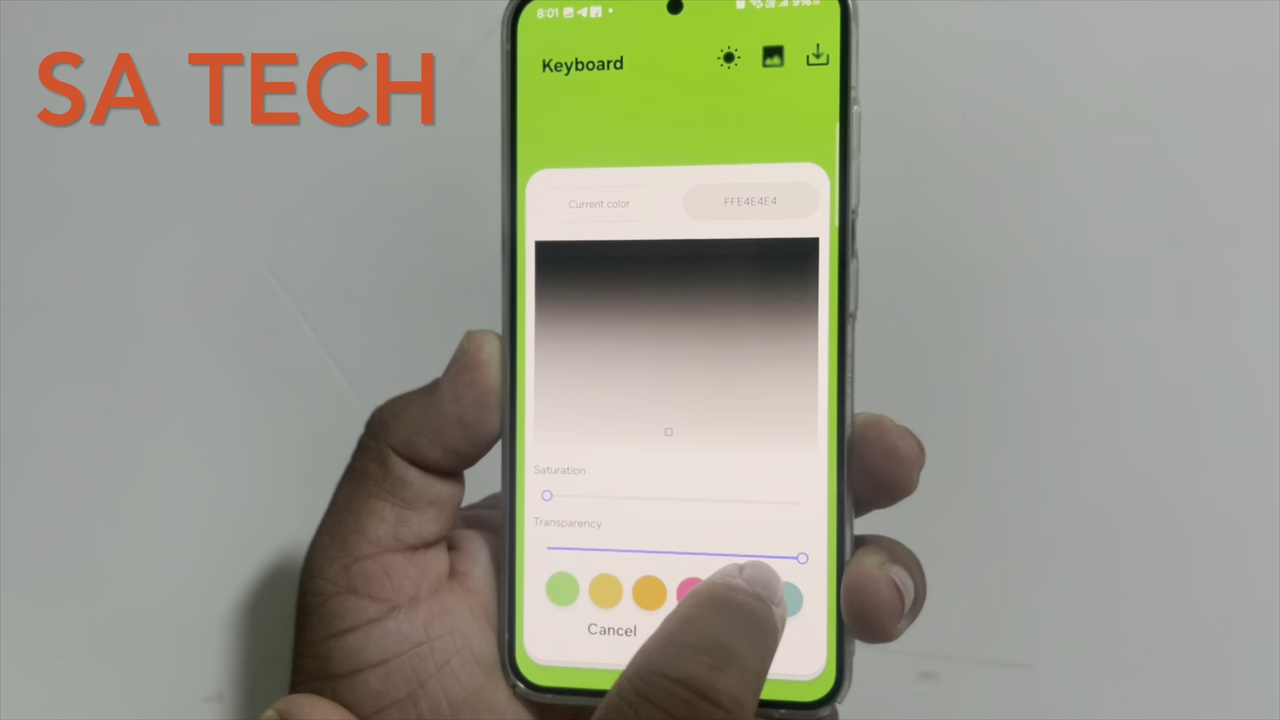 SA TECH
8:01
Keyboard
Current color
FFE4E4E4
Saturation
Transparency
Cancel